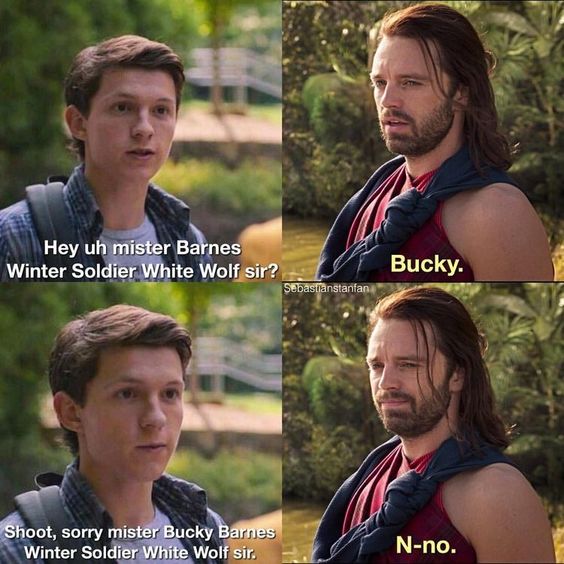 Hey uh mister Barnes
Winter Soldier White Wolf sir?
Bucky.
Sebastianstanfan
Shoot, sorry mister Bucky Barnes
Winter Soldier White Wolf sir.
N-no.